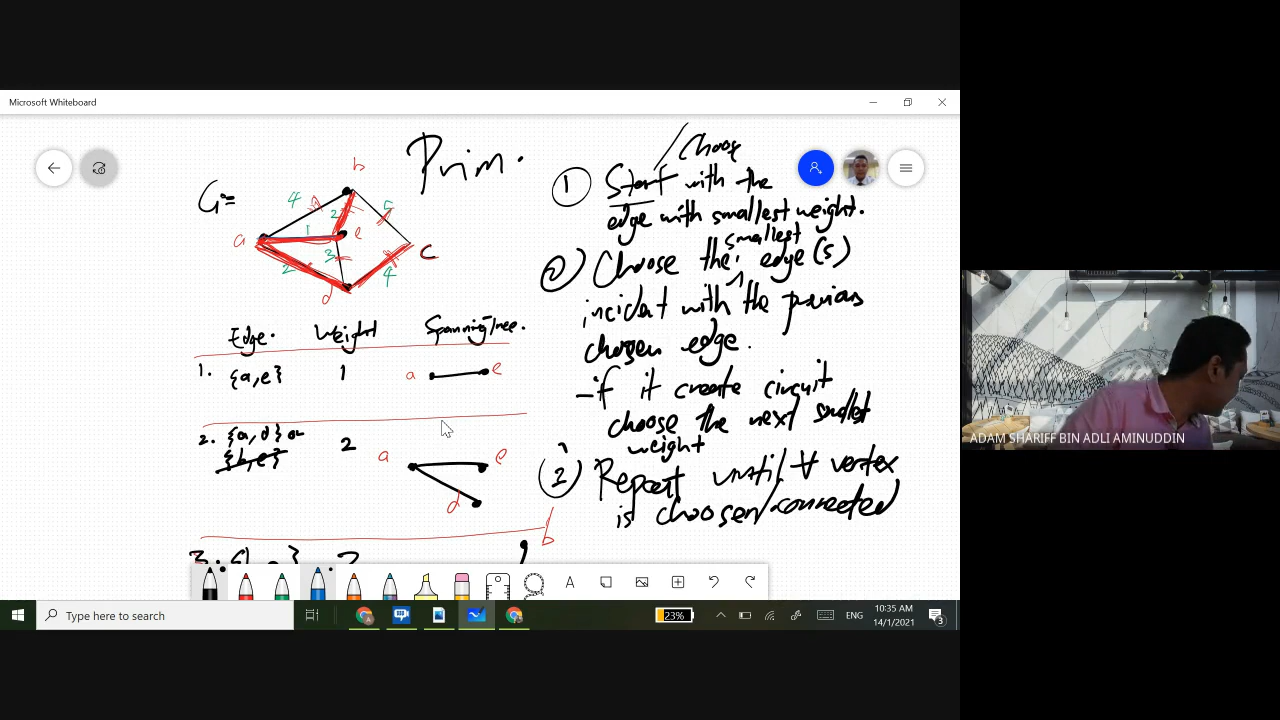 Microsoft Whiteboard
Prim.
G=
b
4
2
5
a
1
e
3
c
2
4
d
Edge. Weight Spanning Tree.
1. {a,e} 1 a e
2. {a,d} or 2 a e
{b,e}
d
b
3.
/ Choose
1 Start with the
edge with smallest weight.
2) Choose the smallest edge(s)
incident with the previous
chosen edge.
-if it create circuit
choose the next smallest
weight
Repeat until ∀ vertex
is choosen/connected
ADAM SHARIFF BIN ADLI AMINUDDIN
A
Type here to search
23%
ENG
10:35 AM
14/1/2021
3